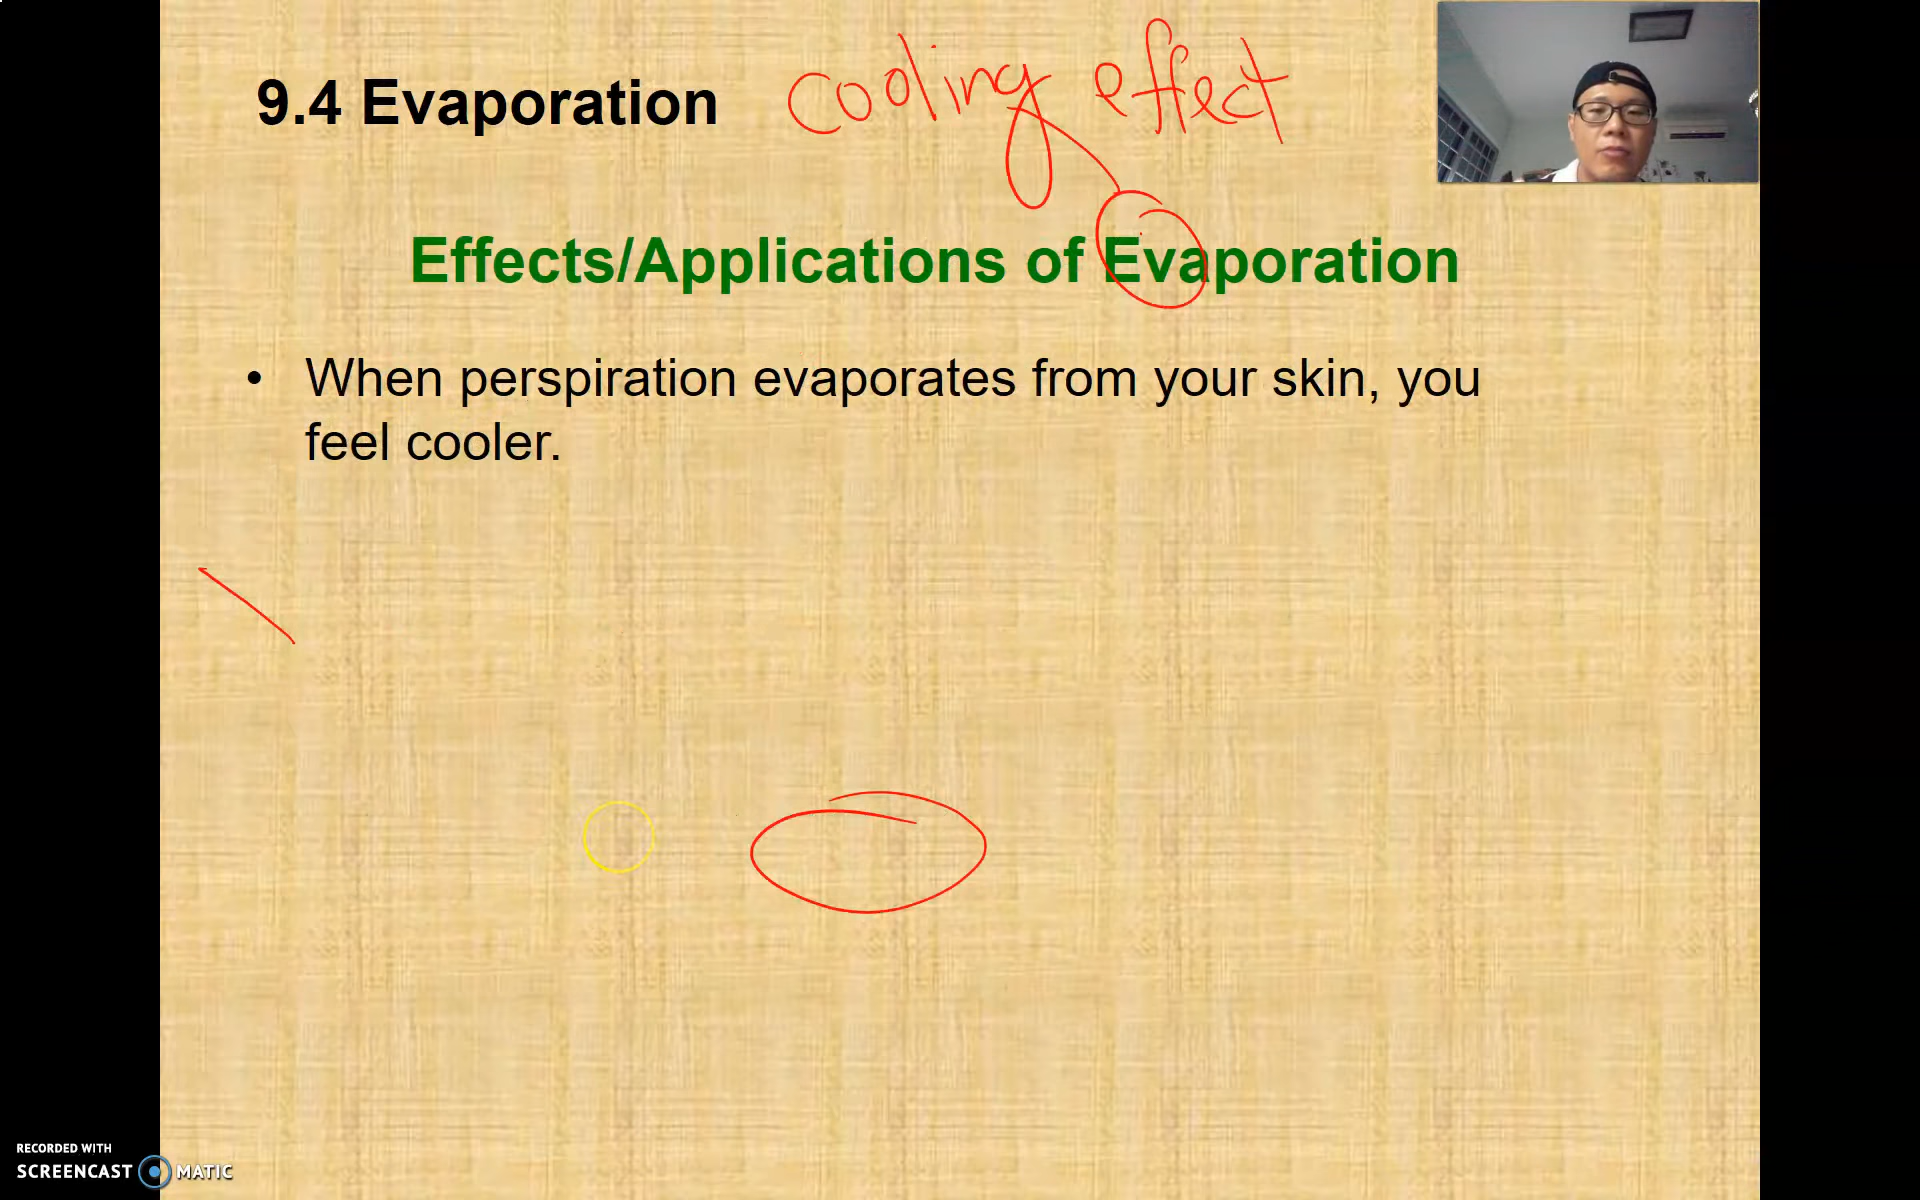 9.4 Evaporation cooling effect
Effects/Applications of Evaporation
• When perspiration evaporates from your skin, you
feel cooler.
RECORDED WITH
SCREENCAST MATIC